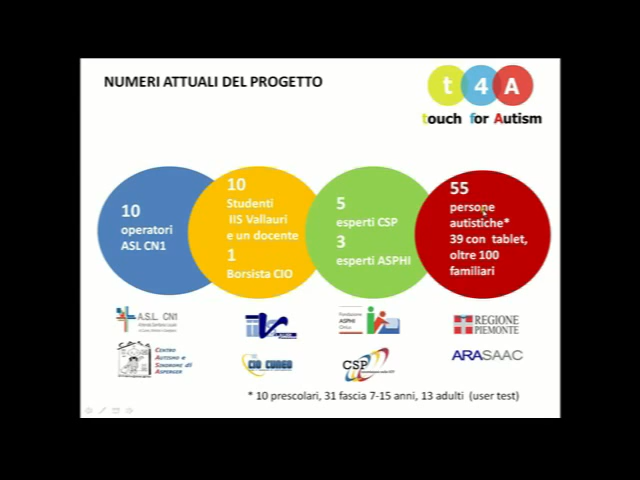 NUMERI ATTUALI DEL PROGETTO
t 4 A
touch for Autism
10
operatori
ASL CN1
10
Studenti
IIS Vallauri
e un docente
1
Borsista CIO
5
esperti CSP
3
esperti ASPHI
55
persone
autistiche*
39 con tablet,
oltre 100
familiari
A.S.L. CN1
Fondazione
ASPHI
Onlus
REGIONE
PIEMONTE
CENTRO
AUTISMO E
SINDROME DI
ASPERGER
CIO CUNEO
CSP
ARASAAC
* 10 prescolari, 31 fascia 7-15 anni, 13 adulti (user test)